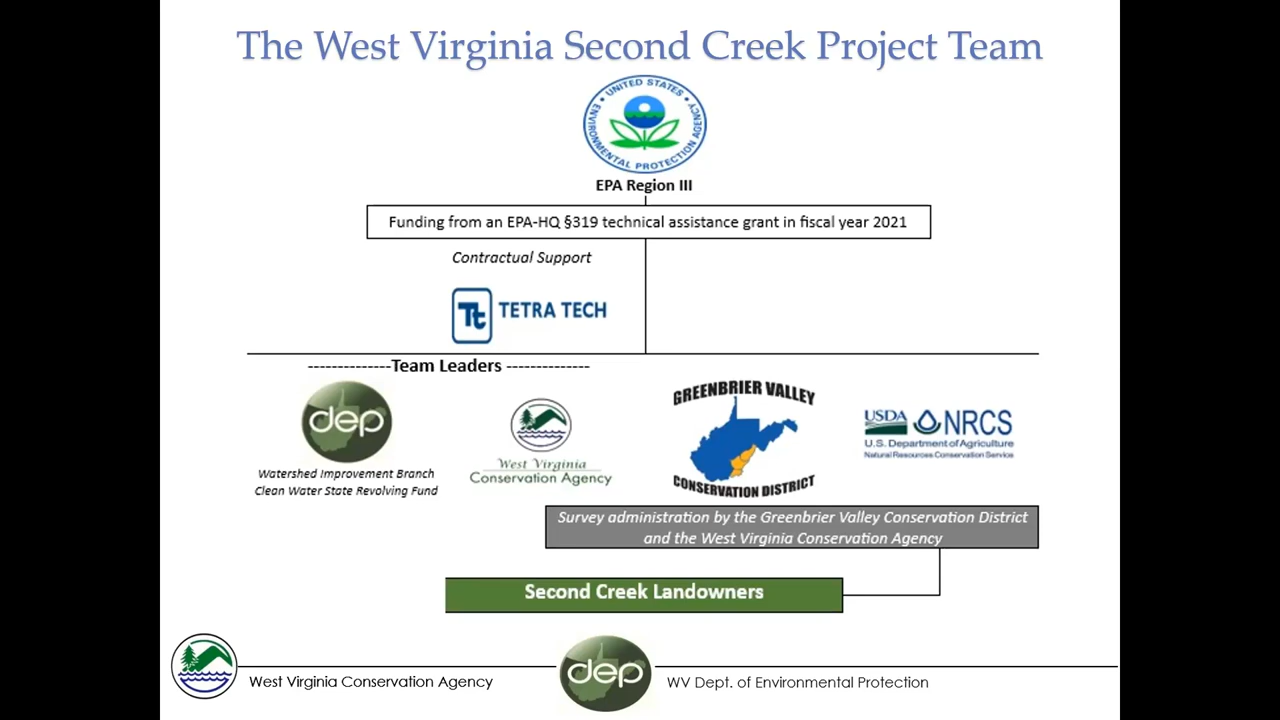 The West Virginia Second Creek Project Team
UNITED STATES
ENVIRONMENTAL PROTECTION AGENCY
EPA Region III
Funding from an EPA-HQ §319 technical assistance grant in fiscal year 2021
Contractual Support
Tt TETRA TECH
--------------Team Leaders --------------
dep
Watershed Improvement Branch
Clean Water State Revolving Fund
West Virginia
Conservation Agency
GREENBRIER VALLEY
CONSERVATION DISTRICT
USDA NRCS
U.S. Department of Agriculture
Natural Resources Conservation Service
Survey administration by the Greenbrier Valley Conservation District
and the West Virginia Conservation Agency
Second Creek Landowners
West Virginia Conservation Agency
dep
WV Dept. of Environmental Protection